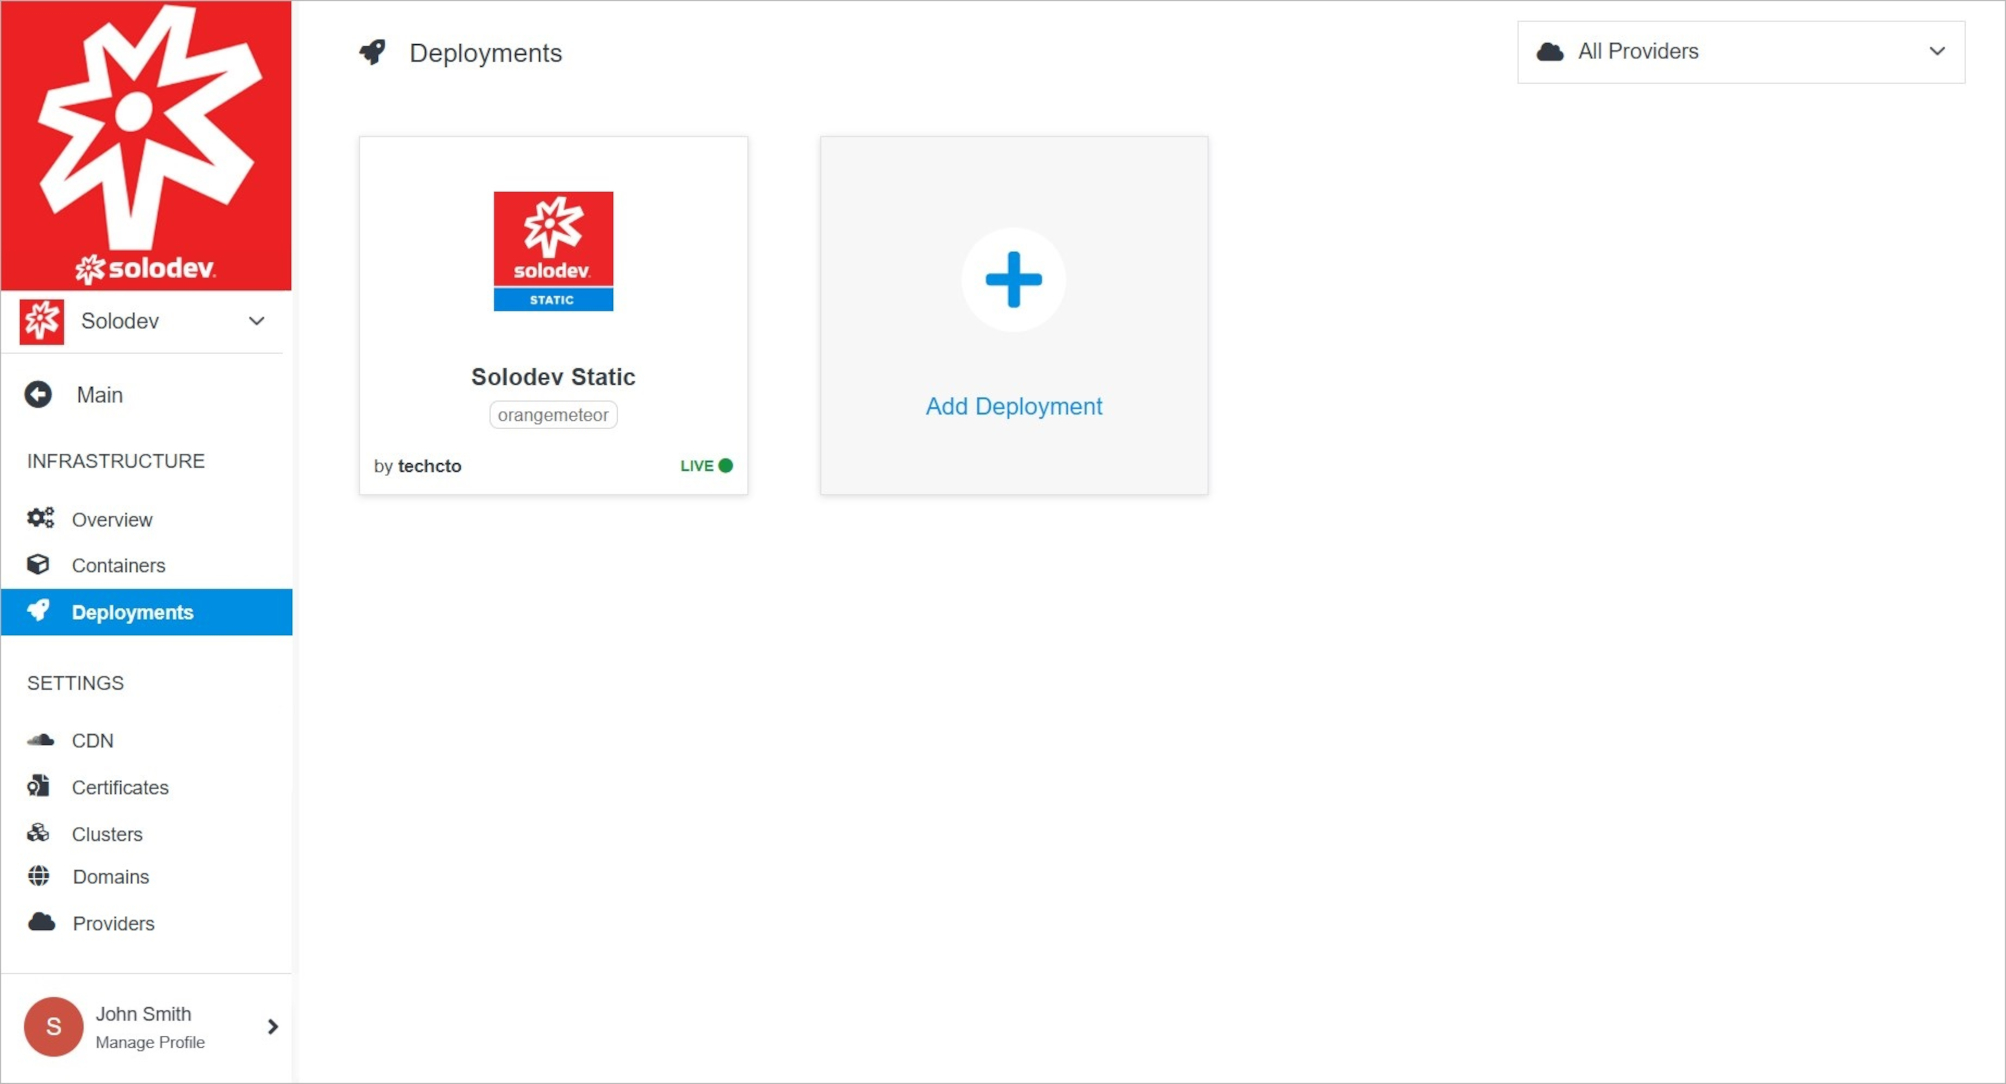 solodev
Solodev
Main
INFRASTRUCTURE
Overview
Containers
Deployments
SETTINGS
CDN
Certificates
Clusters
Domains
Providers
S
John Smith
Manage Profile
Deployments
All Providers
solodev
STATIC
Solodev Static
orangemeteor
by techcto
LIVE
Add Deployment